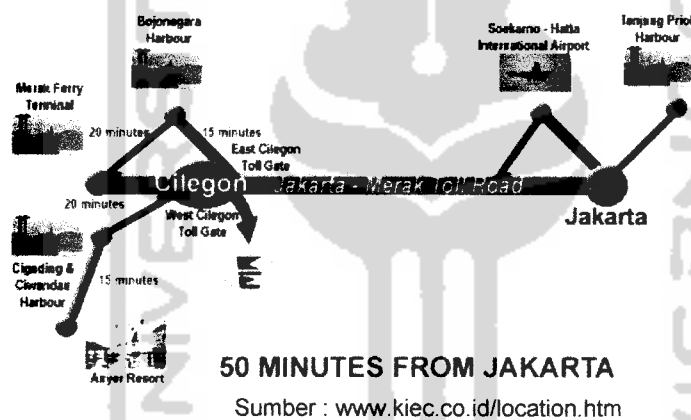 Bojonegara
Harbour
Soekarno - Hatta
International Airport
Tanjung Priok
Harbour
Merak Ferry
Terminal
20 minutes
15 minutes
East Cilegon
Toll Gate
Cilegon
Jakarta - Merak Toll Road
Jakarta
20 minutes
West Cilegon
Toll Gate
Cigading &
Ciwandan
Harbour
15 minutes
Anyer Resort
50 MINUTES FROM JAKARTA
Sumber : www.kiec.co.id/location.htm